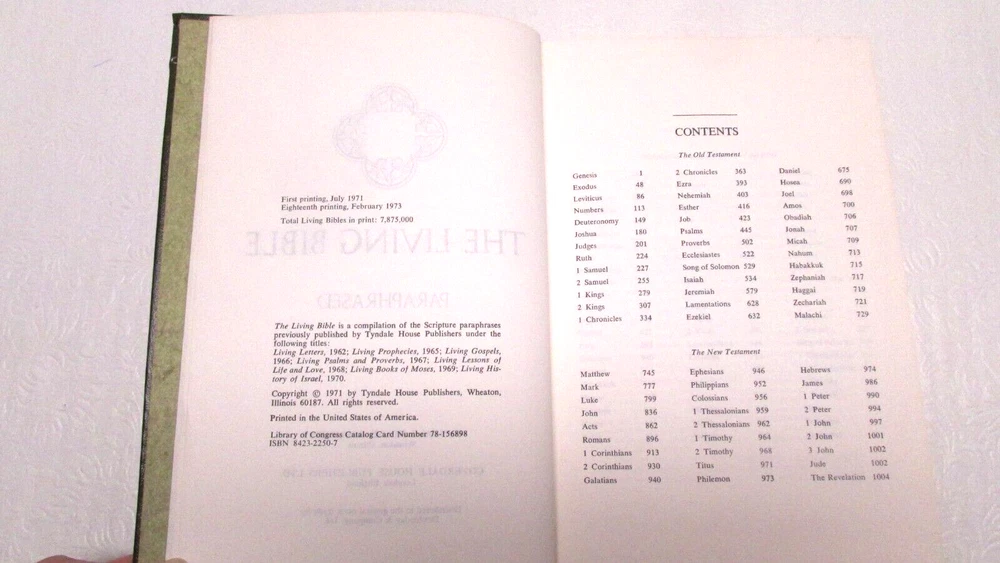 First printing, July 1971
Eighteenth printing, February 1973
Total Living Bibles in print: 7,875,000
THE LIVING BIBLE
PARAPHRASED
The Living Bible is a compilation of the Scripture paraphrases
previously published by Tyndale House Publishers under the
following titles:
Living Letters, 1962; Living Prophecies, 1965; Living Gospels,
1966; Living Psalms and Proverbs, 1967; Living Lessons of
Life and Love, 1968; Living Books of Moses, 1969; Living His-
tory of Israel, 1970.
Copyright © 1971 by Tyndale House Publishers, Wheaton,
Illinois 60187. All rights reserved.
Printed in the United States of America.
Library of Congress Catalog Card Number 78-156898
ISBN 8423-2250-7
CONTENTS
The Old Testament
Genesis 1
Exodus 48
Leviticus 86
Numbers 113
Deuteronomy 149
Joshua 180
Judges 201
Ruth 224
1 Samuel 227
2 Samuel 255
1 Kings 279
2 Kings 307
1 Chronicles 334
2 Chronicles 363
Ezra 393
Nehemiah 403
Esther 416
Job 423
Psalms 445
Proverbs 502
Ecclesiastes 522
Song of Solomon 529
Isaiah 534
Jeremiah 579
Lamentations 628
Ezekiel 632
Daniel 675
Hosea 690
Joel 698
Amos 700
Obadiah 706
Jonah 707
Micah 709
Nahum 713
Habakkuk 715
Zephaniah 717
Haggai 719
Zechariah 721
Malachi 729
The New Testament
Matthew 745
Mark 777
Luke 799
John 836
Acts 862
Romans 896
1 Corinthians 913
2 Corinthians 930
Galatians 940
Ephesians 946
Philippians 952
Colossians 956
1 Thessalonians 959
2 Thessalonians 962
1 Timothy 964
2 Timothy 968
Titus 971
Philemon 973
Hebrews 974
James 986
1 Peter 990
2 Peter 994
1 John 997
2 John 1001
3 John 1002
Jude 1002
The Revelation 1004